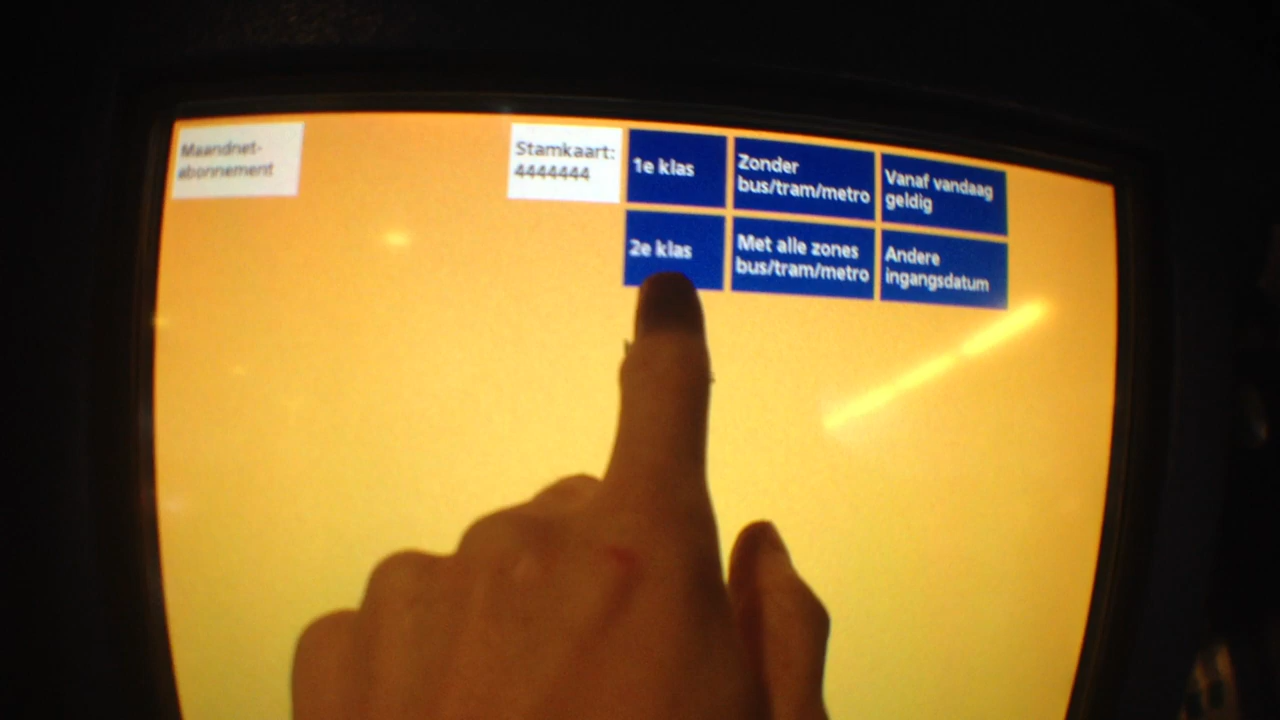 Maandnet-
abonnement
Stamkaart:
4444444
1e klas
Zonder
bus/tram/metro
Vanaf vandaag
geldig
2e klas
Met alle zones
bus/tram/metro
Andere
ingangsdatum